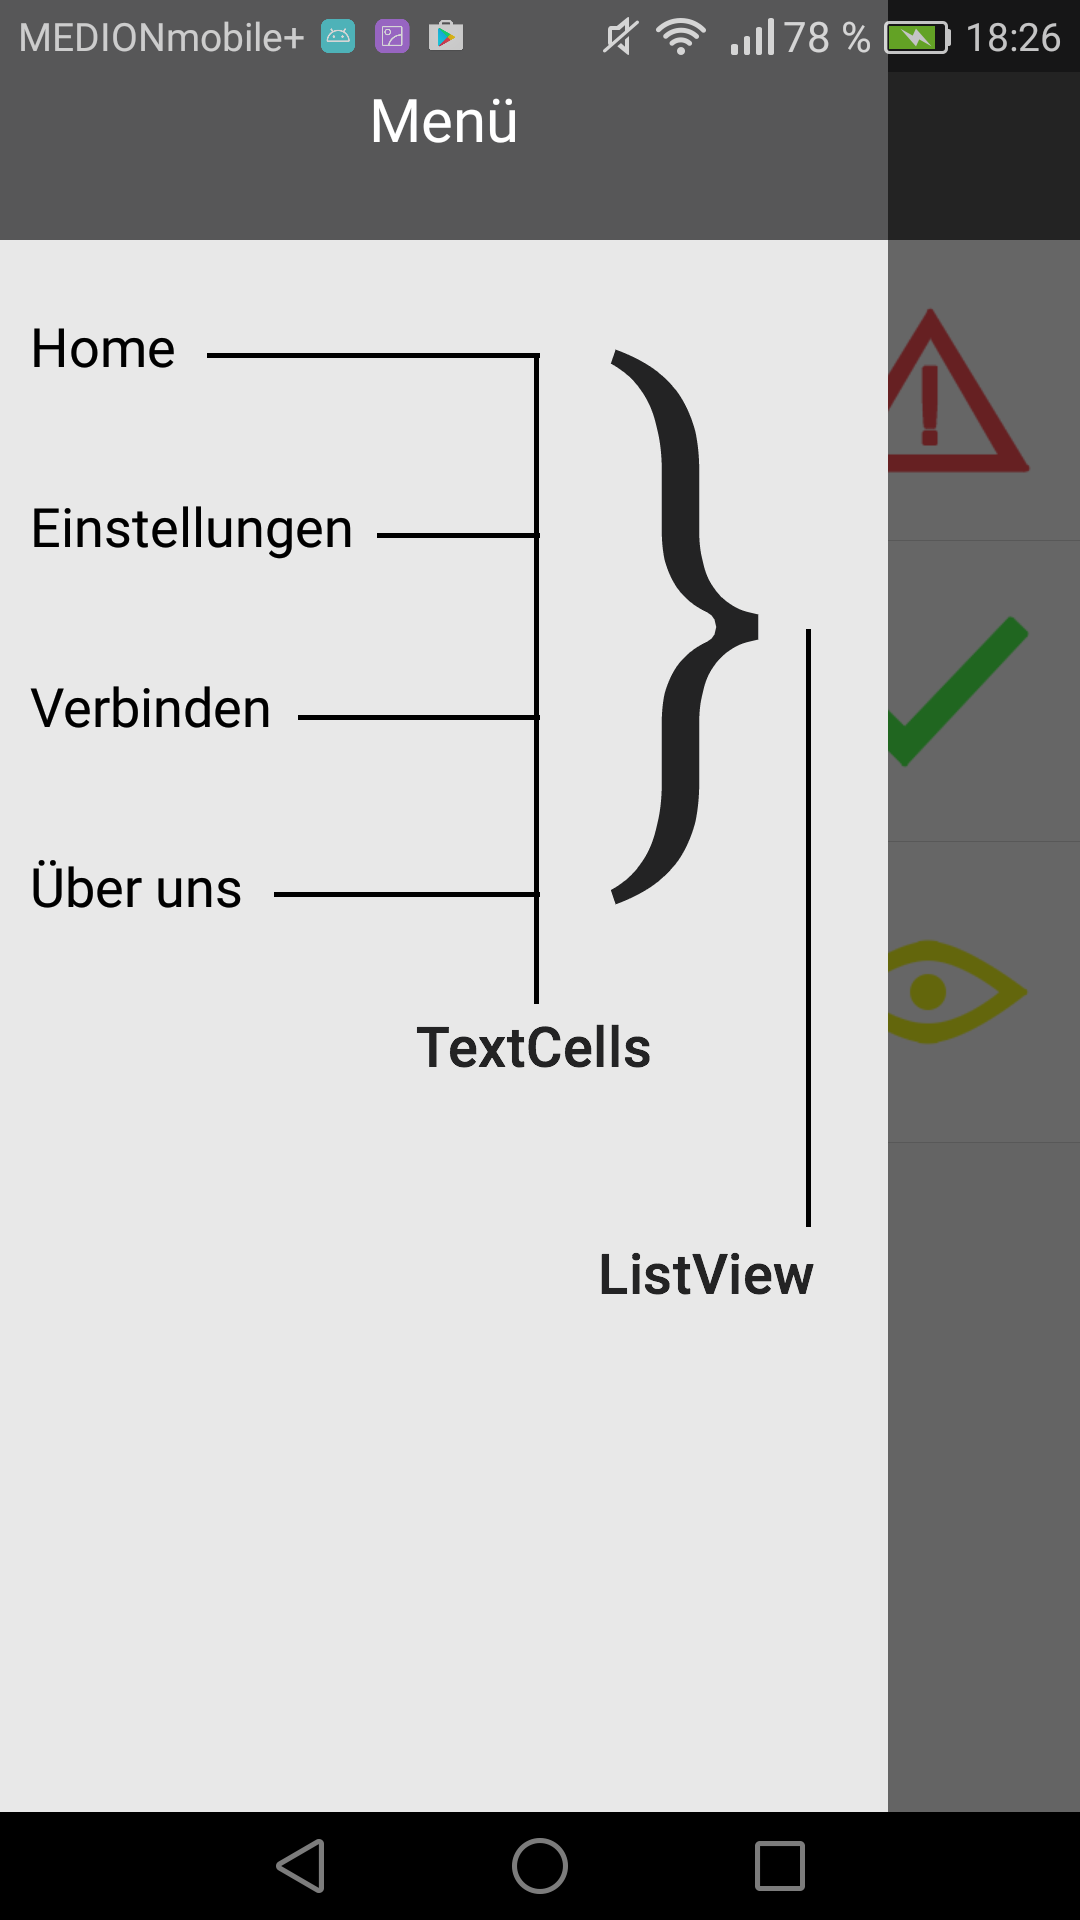 MEDIONmobile+ 78 % 18:26
Menü
Home
Einstellungen
Verbinden
Über uns
TextCells
ListView